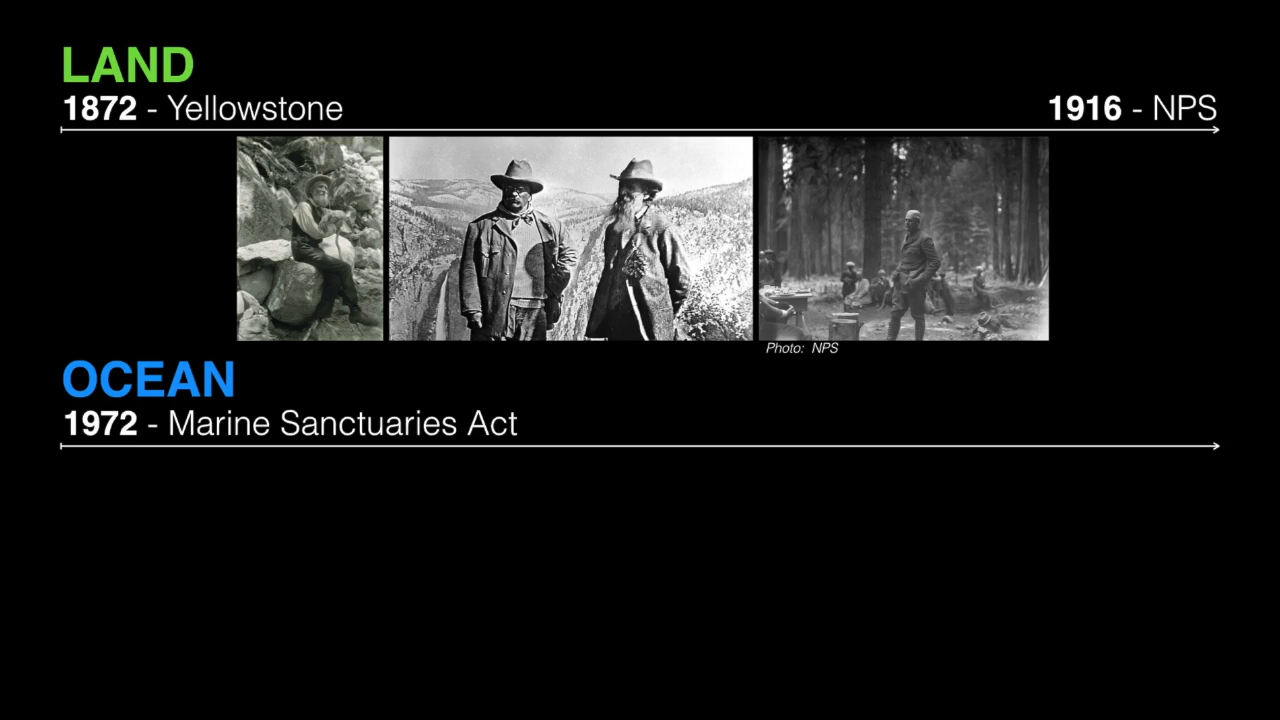 LAND
1872 - Yellowstone
1916 - NPS
Photo: NPS
OCEAN
1972 - Marine Sanctuaries Act